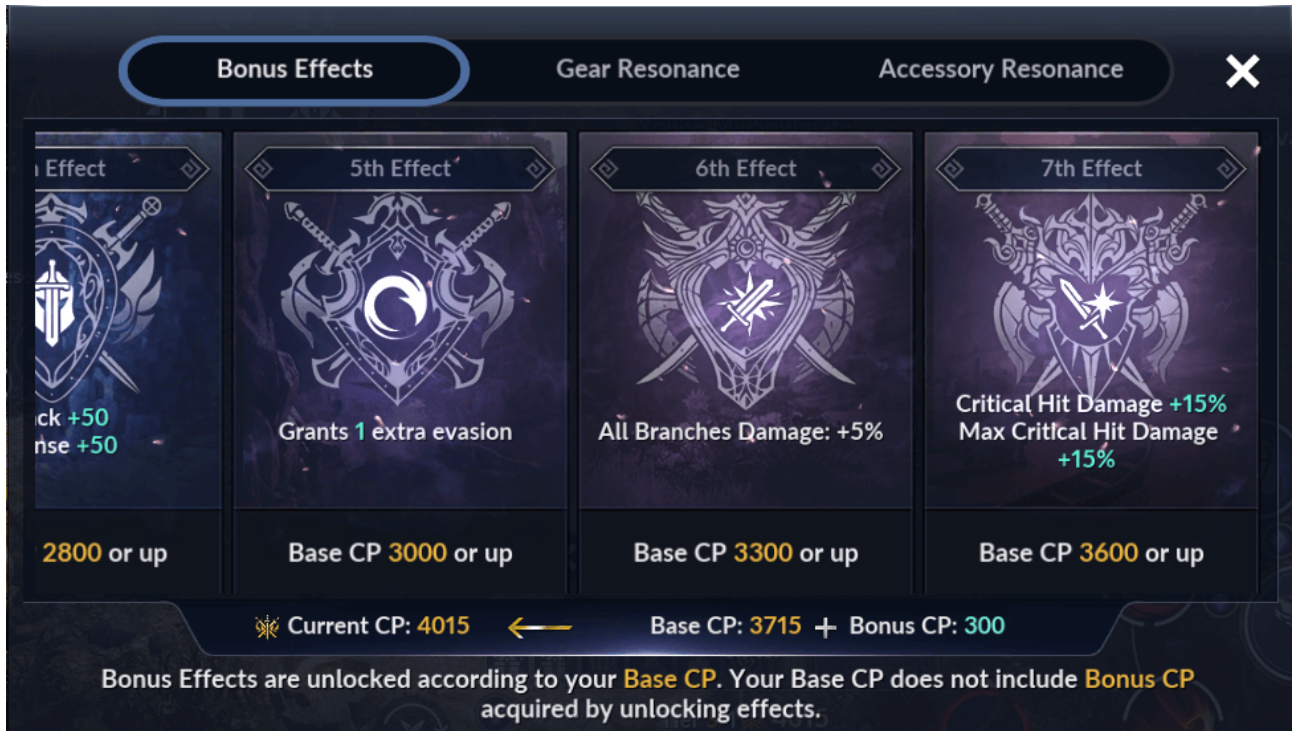 Bonus Effects
Gear Resonance
Accessory Resonance
Effect
5th Effect
6th Effect
7th Effect
ck +50
nse +50
Grants 1 extra evasion
All Branches Damage: +5%
Critical Hit Damage +15%
Max Critical Hit Damage
+15%
2800 or up
Base CP 3000 or up
Base CP 3300 or up
Base CP 3600 or up
Current CP: 4015
Base CP: 3715 + Bonus CP: 300
Bonus Effects are unlocked according to your Base CP. Your Base CP does not include Bonus CP
acquired by unlocking effects.